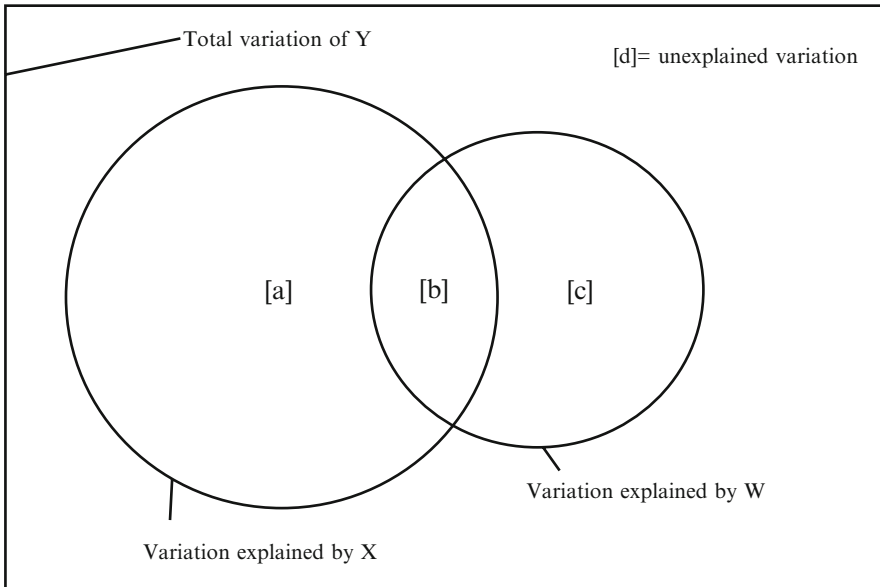 Total variation of Y
[d]= unexplained variation
[a]
[b]
[c]
Variation explained by W
Variation explained by X